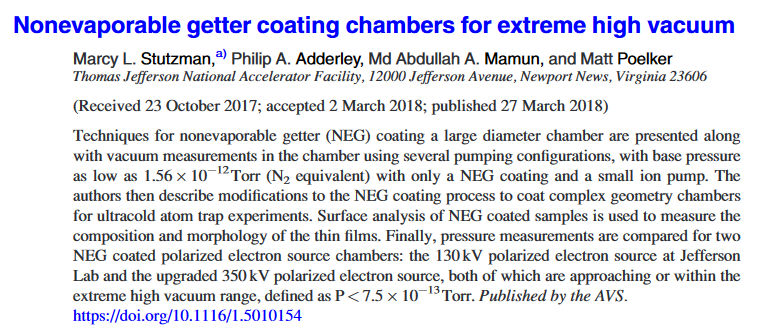 Nonevaporable getter coating chambers for extreme high vacuum
Marcy L. Stutzman,a) Philip A. Adderley, Md Abdullah A. Mamun, and Matt Poelker
Thomas Jefferson National Accelerator Facility, 12000 Jefferson Avenue, Newport News, Virginia 23606
(Received 23 October 2017; accepted 2 March 2018; published 27 March 2018)
Techniques for nonevaporable getter (NEG) coating a large diameter chamber are presented along
with vacuum measurements in the chamber using several pumping configurations, with base pressure
as low as 1.56 × 10⁻¹² Torr (N₂ equivalent) with only a NEG coating and a small ion pump. The
authors then describe modifications to the NEG coating process to coat complex geometry chambers
for ultracold atom trap experiments. Surface analysis of NEG coated samples is used to measure the
composition and morphology of the thin films. Finally, pressure measurements are compared for two
NEG coated polarized electron source chambers: the 130 kV polarized electron source at Jefferson
Lab and the upgraded 350 kV polarized electron source, both of which are approaching or within the
extreme high vacuum range, defined as P < 7.5 × 10⁻¹³ Torr. Published by the AVS.
https://doi.org/10.1116/1.5010154